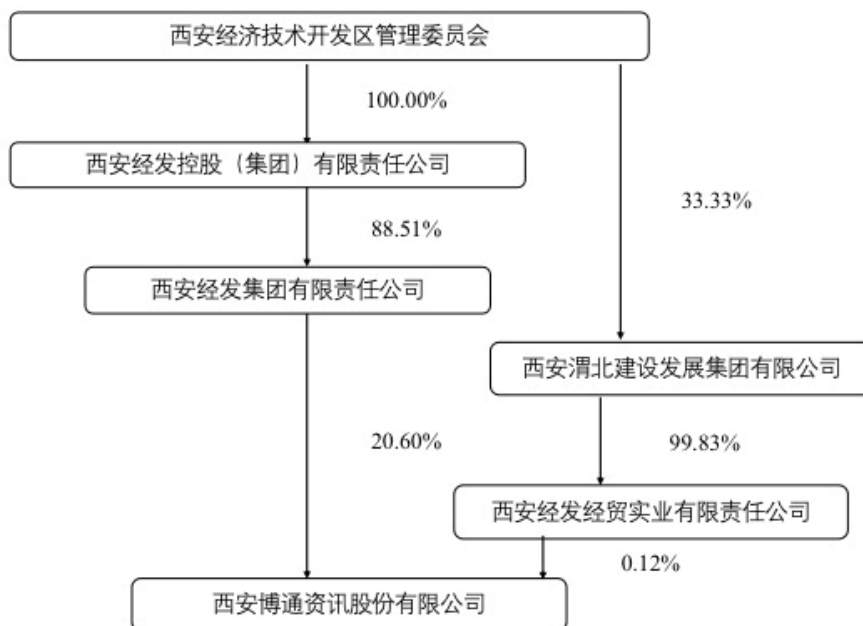 西安经济技术开发区管理委员会
100.00%
西安经发控股（集团）有限责任公司
33.33%
88.51%
西安经发集团有限责任公司
西安渭北建设发展集团有限公司
20.60%
99.83%
西安经发经贸实业有限责任公司
0.12%
西安博通资讯股份有限公司